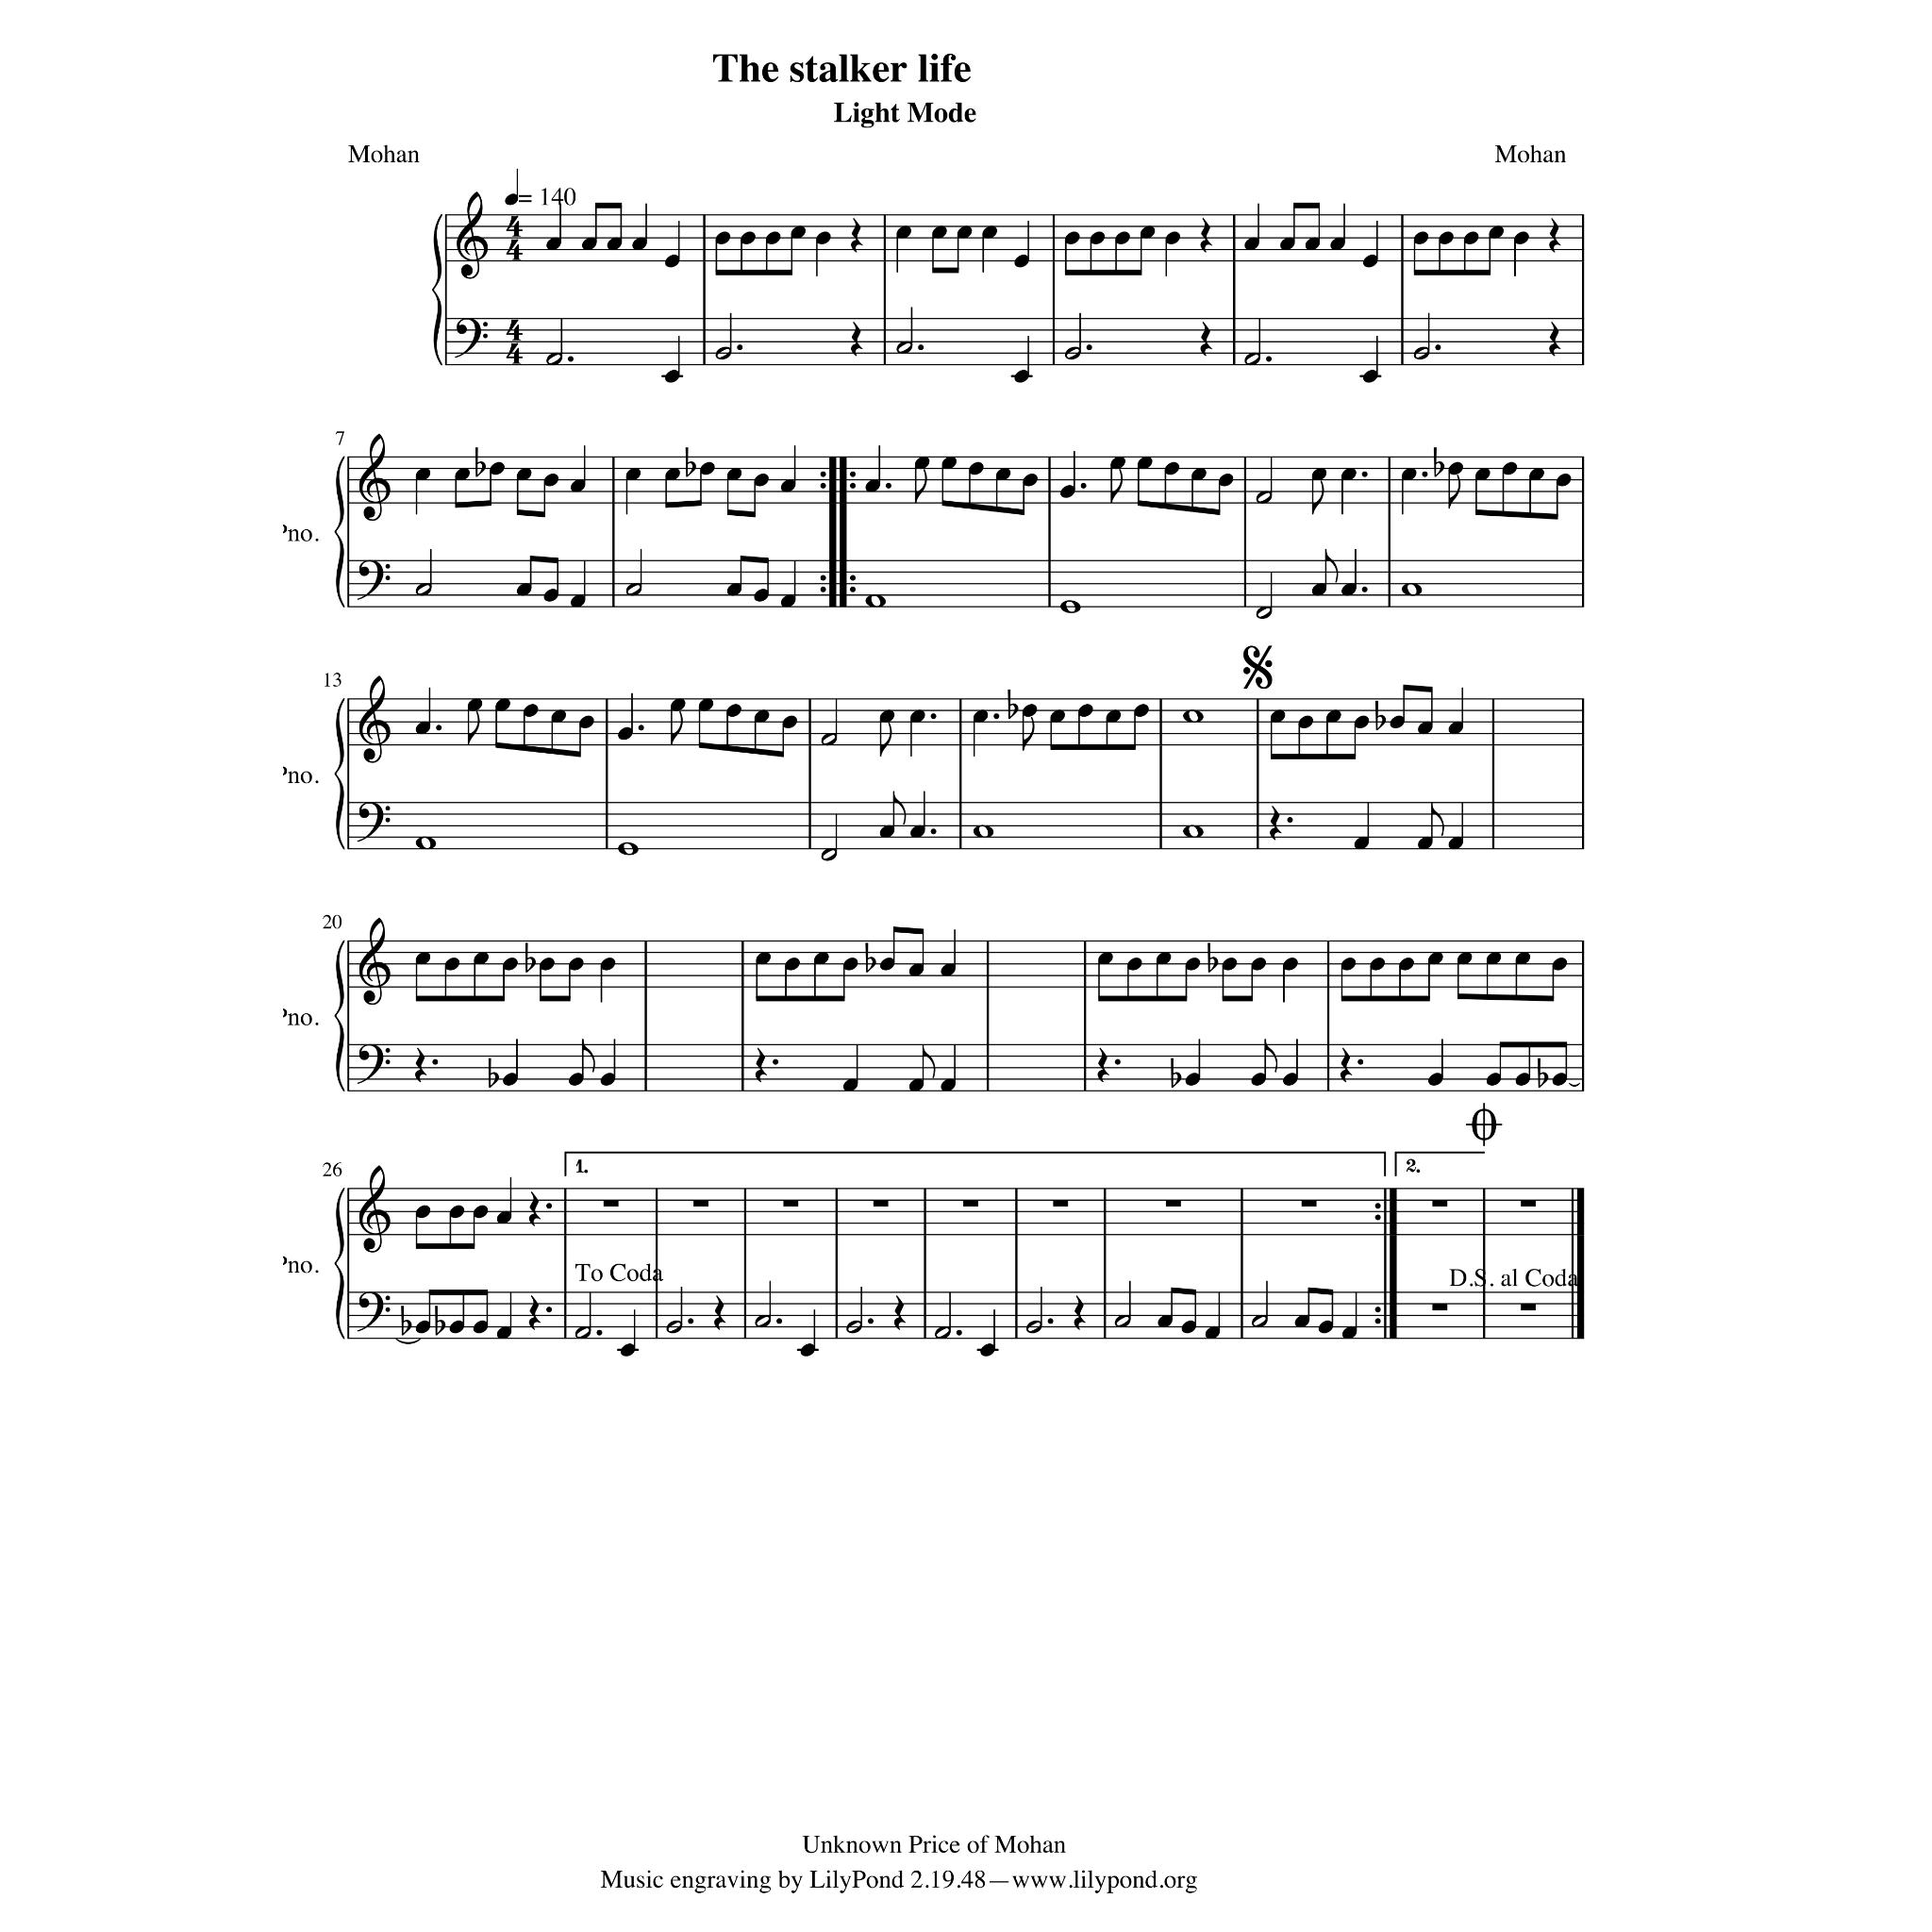 The stalker life
Light Mode
Mohan Mohan
= 140
4 4
4 4
7
no.
13
no.
20
no.
26
1. 2.
no.
To Coda D.S. al Coda
Unknown Price of Mohan
Music engraving by LilyPond 2.19.48—www.lilypond.org